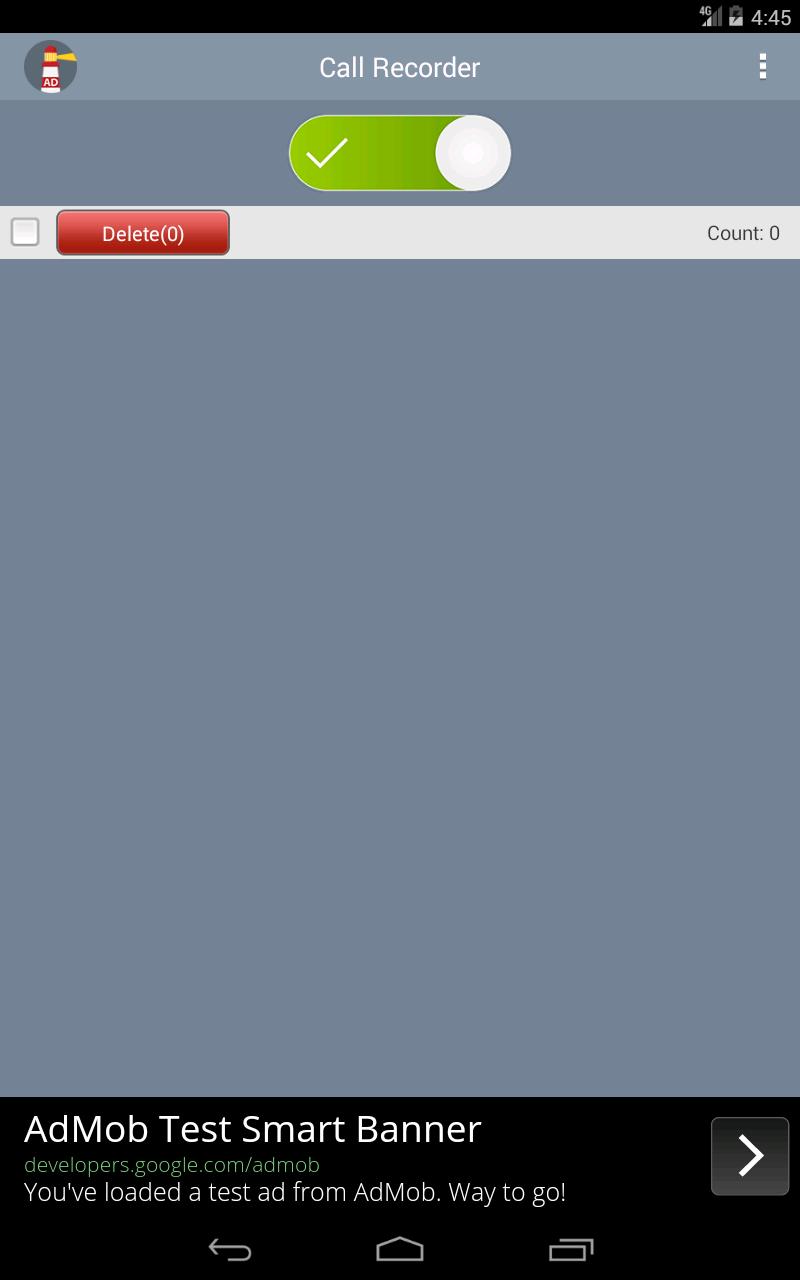 4G 4:45
AD
Call Recorder
Delete(0)
Count: 0
AdMob Test Smart Banner
developers.google.com/admob
You've loaded a test ad from AdMob. Way to go!